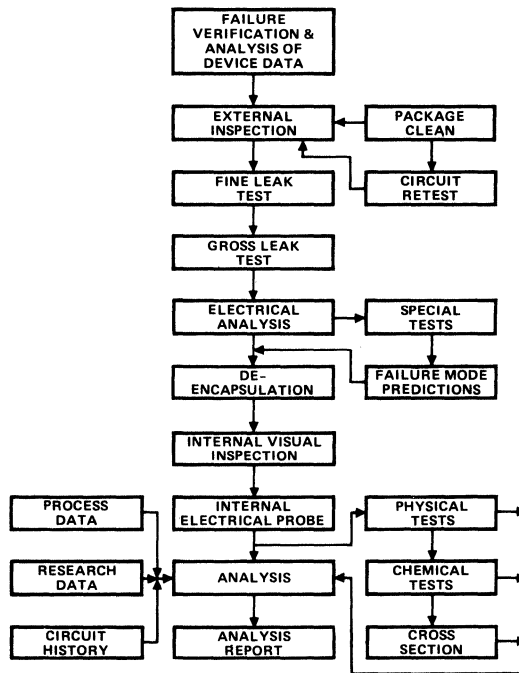 FAILURE
VERIFICATION &
ANALYSIS OF
DEVICE DATA
EXTERNAL
INSPECTION
PACKAGE
CLEAN
FINE LEAK
TEST
CIRCUIT
RETEST
GROSS LEAK
TEST
ELECTRICAL
ANALYSIS
SPECIAL
TESTS
DE-
ENCAPSULATION
FAILURE MODE
PREDICTIONS
INTERNAL VISUAL
INSPECTION
PROCESS
DATA
INTERNAL
ELECTRICAL PROBE
PHYSICAL
TESTS
RESEARCH
DATA
ANALYSIS
CHEMICAL
TESTS
CIRCUIT
HISTORY
ANALYSIS
REPORT
CROSS
SECTION